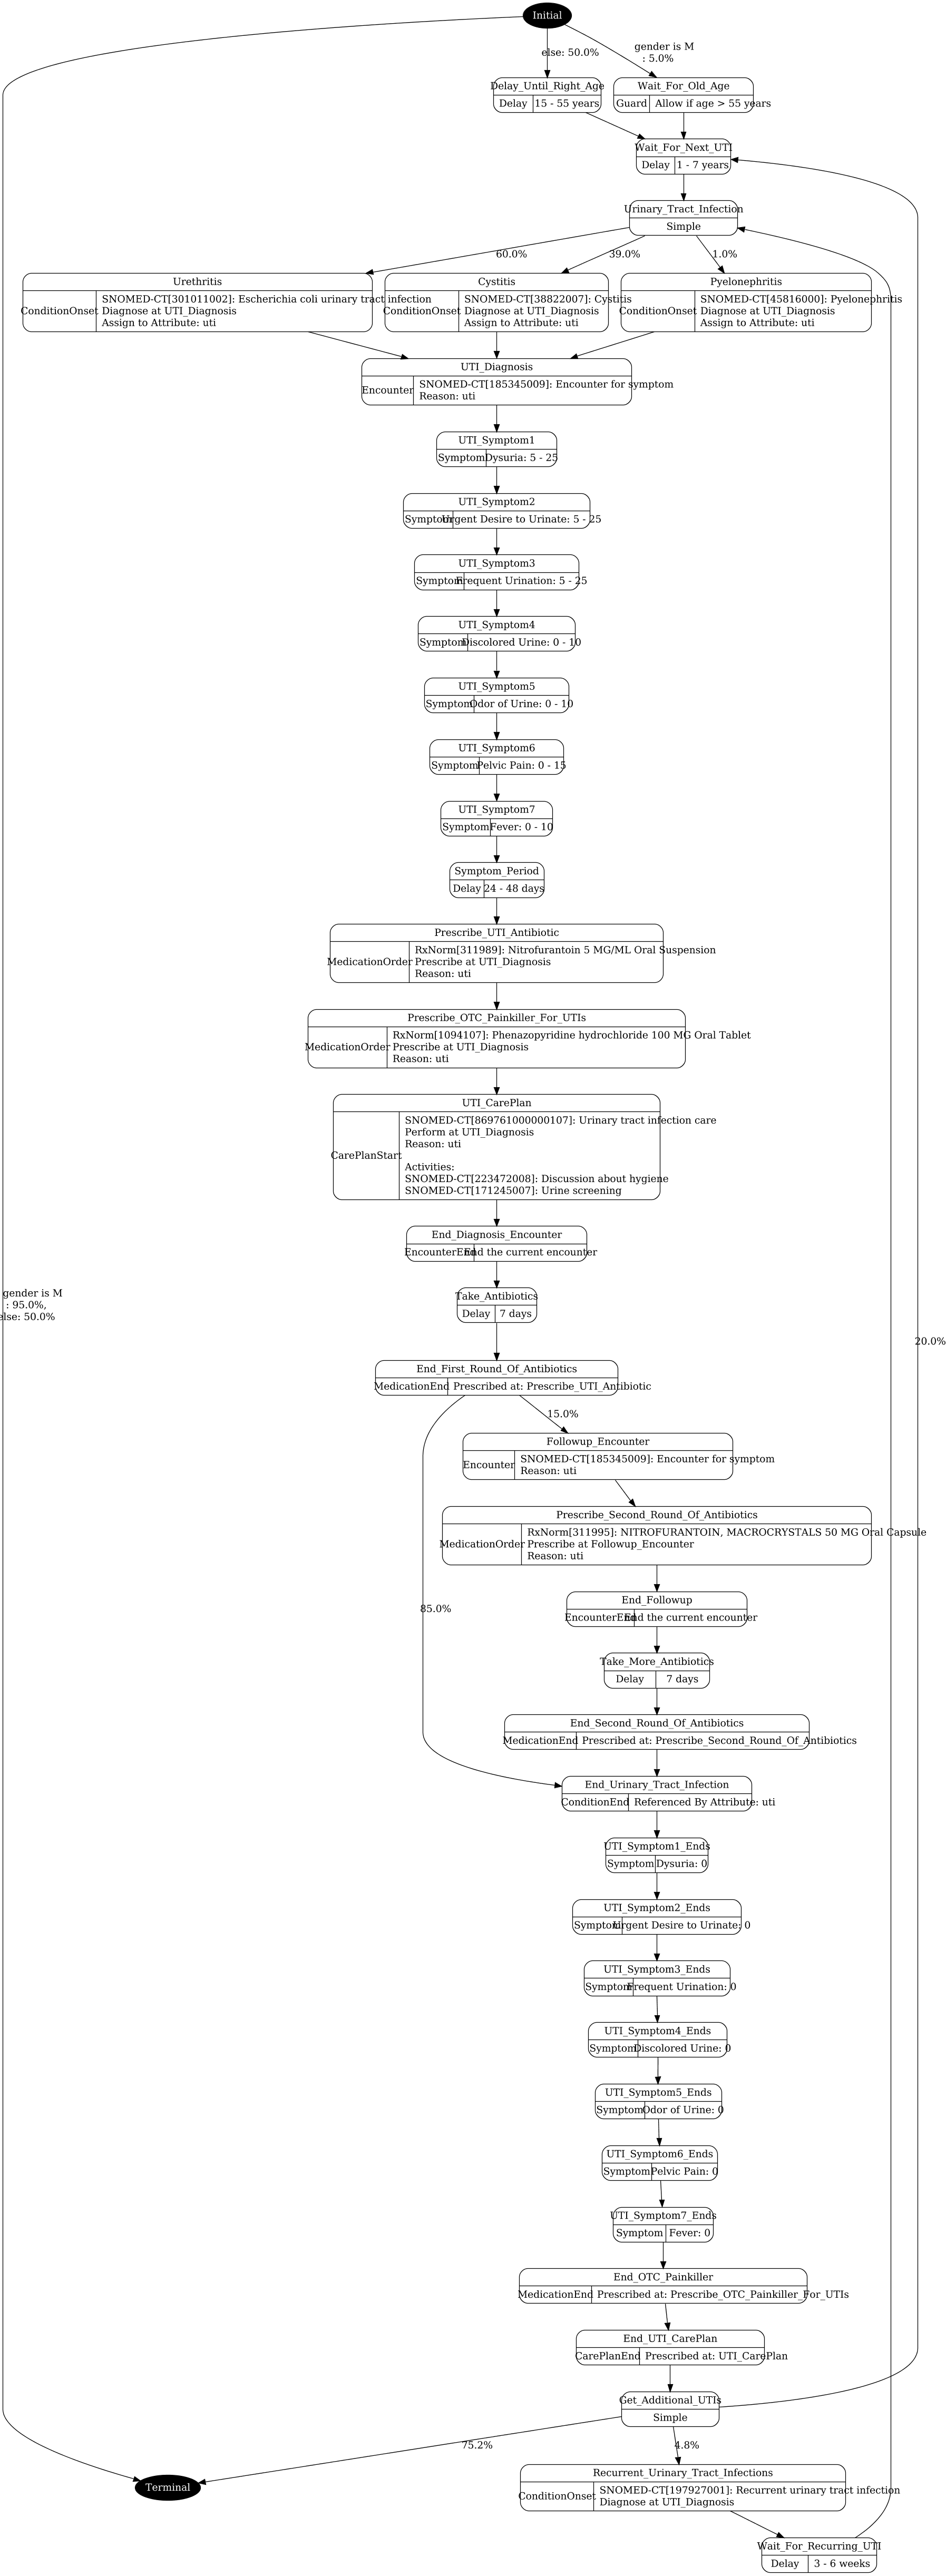 Initial
else: 50.0%
gender is M
: 5.0%
Delay_Until_Right_Age
Delay
15 - 55 years
Wait_For_Old_Age
Guard
Allow if age > 55 years
Wait_For_Next_UTI
Delay
1 - 7 years
Urinary_Tract_Infection
Simple
60.0%
39.0%
1.0%
Urethritis
ConditionOnset
SNOMED-CT[301011002]: Escherichia coli urinary tract infection
Diagnose at UTI_Diagnosis
Assign to Attribute: uti
Cystitis
ConditionOnset
SNOMED-CT[38822007]: Cystitis
Diagnose at UTI_Diagnosis
Assign to Attribute: uti
Pyelonephritis
ConditionOnset
SNOMED-CT[45816000]: Pyelonephritis
Diagnose at UTI_Diagnosis
Assign to Attribute: uti
UTI_Diagnosis
Encounter
SNOMED-CT[185345009]: Encounter for symptom
Reason: uti
UTI_Symptom1
Symptom
Dysuria: 5 - 25
UTI_Symptom2
Symptom
Urgent Desire to Urinate: 5 - 25
UTI_Symptom3
Symptom
Frequent Urination: 5 - 25
UTI_Symptom4
Symptom
Discolored Urine: 0 - 10
UTI_Symptom5
Symptom
Odor of Urine: 0 - 10
UTI_Symptom6
Symptom
Pelvic Pain: 0 - 15
UTI_Symptom7
Symptom
Fever: 0 - 10
Symptom_Period
Delay
24 - 48 days
Prescribe_UTI_Antibiotic
MedicationOrder
RxNorm[311989]: Nitrofurantoin 5 MG/ML Oral Suspension
Prescribe at UTI_Diagnosis
Reason: uti
Prescribe_OTC_Painkiller_For_UTIs
MedicationOrder
RxNorm[1094107]: Phenazopyridine hydrochloride 100 MG Oral Tablet
Prescribe at UTI_Diagnosis
Reason: uti
UTI_CarePlan
CarePlanStart
SNOMED-CT[869761000000107]: Urinary tract infection care
Perform at UTI_Diagnosis
Reason: uti
Activities:
SNOMED-CT[223472008]: Discussion about hygiene
SNOMED-CT[171245007]: Urine screening
End_Diagnosis_Encounter
EncounterEnd
End the current encounter
Take_Antibiotics
Delay
7 days
gender is M
: 95.0%,
else: 50.0%
20.0%
End_First_Round_Of_Antibiotics
MedicationEnd
Prescribed at: Prescribe_UTI_Antibiotic
15.0%
Followup_Encounter
Encounter
SNOMED-CT[185345009]: Encounter for symptom
Reason: uti
Prescribe_Second_Round_Of_Antibiotics
MedicationOrder
RxNorm[311995]: NITROFURANTOIN, MACROCRYSTALS 50 MG Oral Capsule
Prescribe at Followup_Encounter
Reason: uti
85.0%
End_Followup
EncounterEnd
End the current encounter
Take_More_Antibiotics
Delay
7 days
End_Second_Round_Of_Antibiotics
MedicationEnd
Prescribed at: Prescribe_Second_Round_Of_Antibiotics
End_Urinary_Tract_Infection
ConditionEnd
Referenced By Attribute: uti
UTI_Symptom1_Ends
Symptom
Dysuria: 0
UTI_Symptom2_Ends
Symptom
Urgent Desire to Urinate: 0
UTI_Symptom3_Ends
Symptom
Frequent Urination: 0
UTI_Symptom4_Ends
Symptom
Discolored Urine: 0
UTI_Symptom5_Ends
Symptom
Odor of Urine: 0
UTI_Symptom6_Ends
Symptom
Pelvic Pain: 0
UTI_Symptom7_Ends
Symptom
Fever: 0
End_OTC_Painkiller
MedicationEnd
Prescribed at: Prescribe_OTC_Painkiller_For_UTIs
End_UTI_CarePlan
CarePlanEnd
Prescribed at: UTI_CarePlan
Get_Additional_UTIs
Simple
75.2%
4.8%
Terminal
Recurrent_Urinary_Tract_Infections
ConditionOnset
SNOMED-CT[197927001]: Recurrent urinary tract infection
Diagnose at UTI_Diagnosis
Wait_For_Recurring_UTI
Delay
3 - 6 weeks